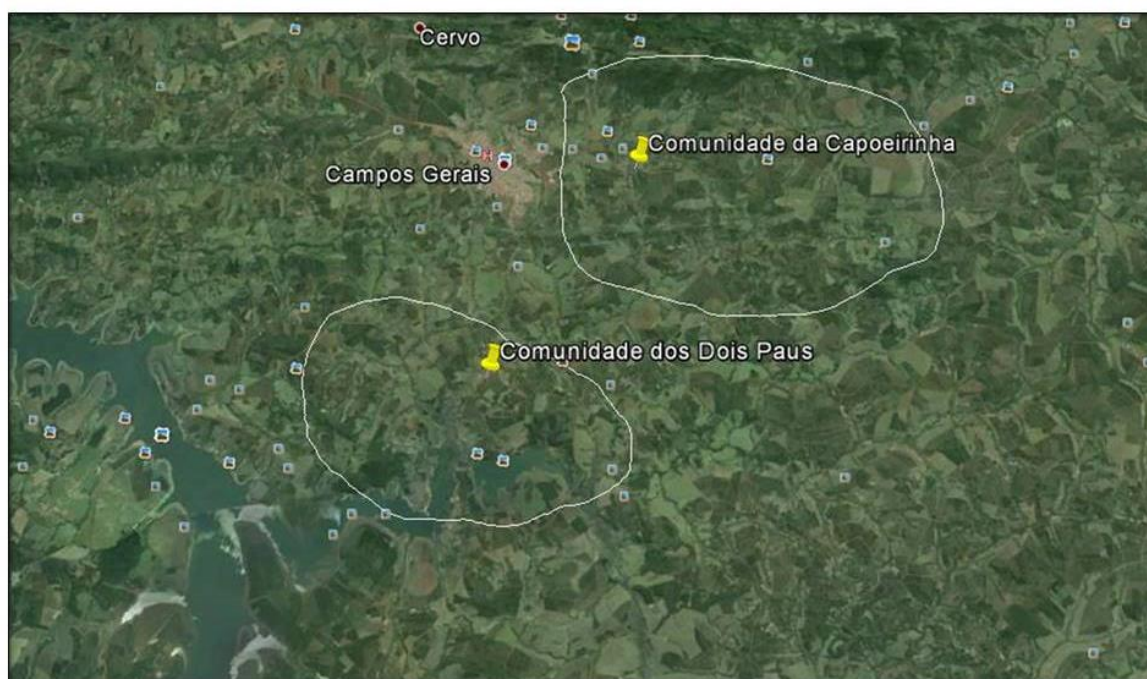 Cervo
Comunidade da Capoeirinha
H
Campos Gerais
Comunidade dos Dois Paus